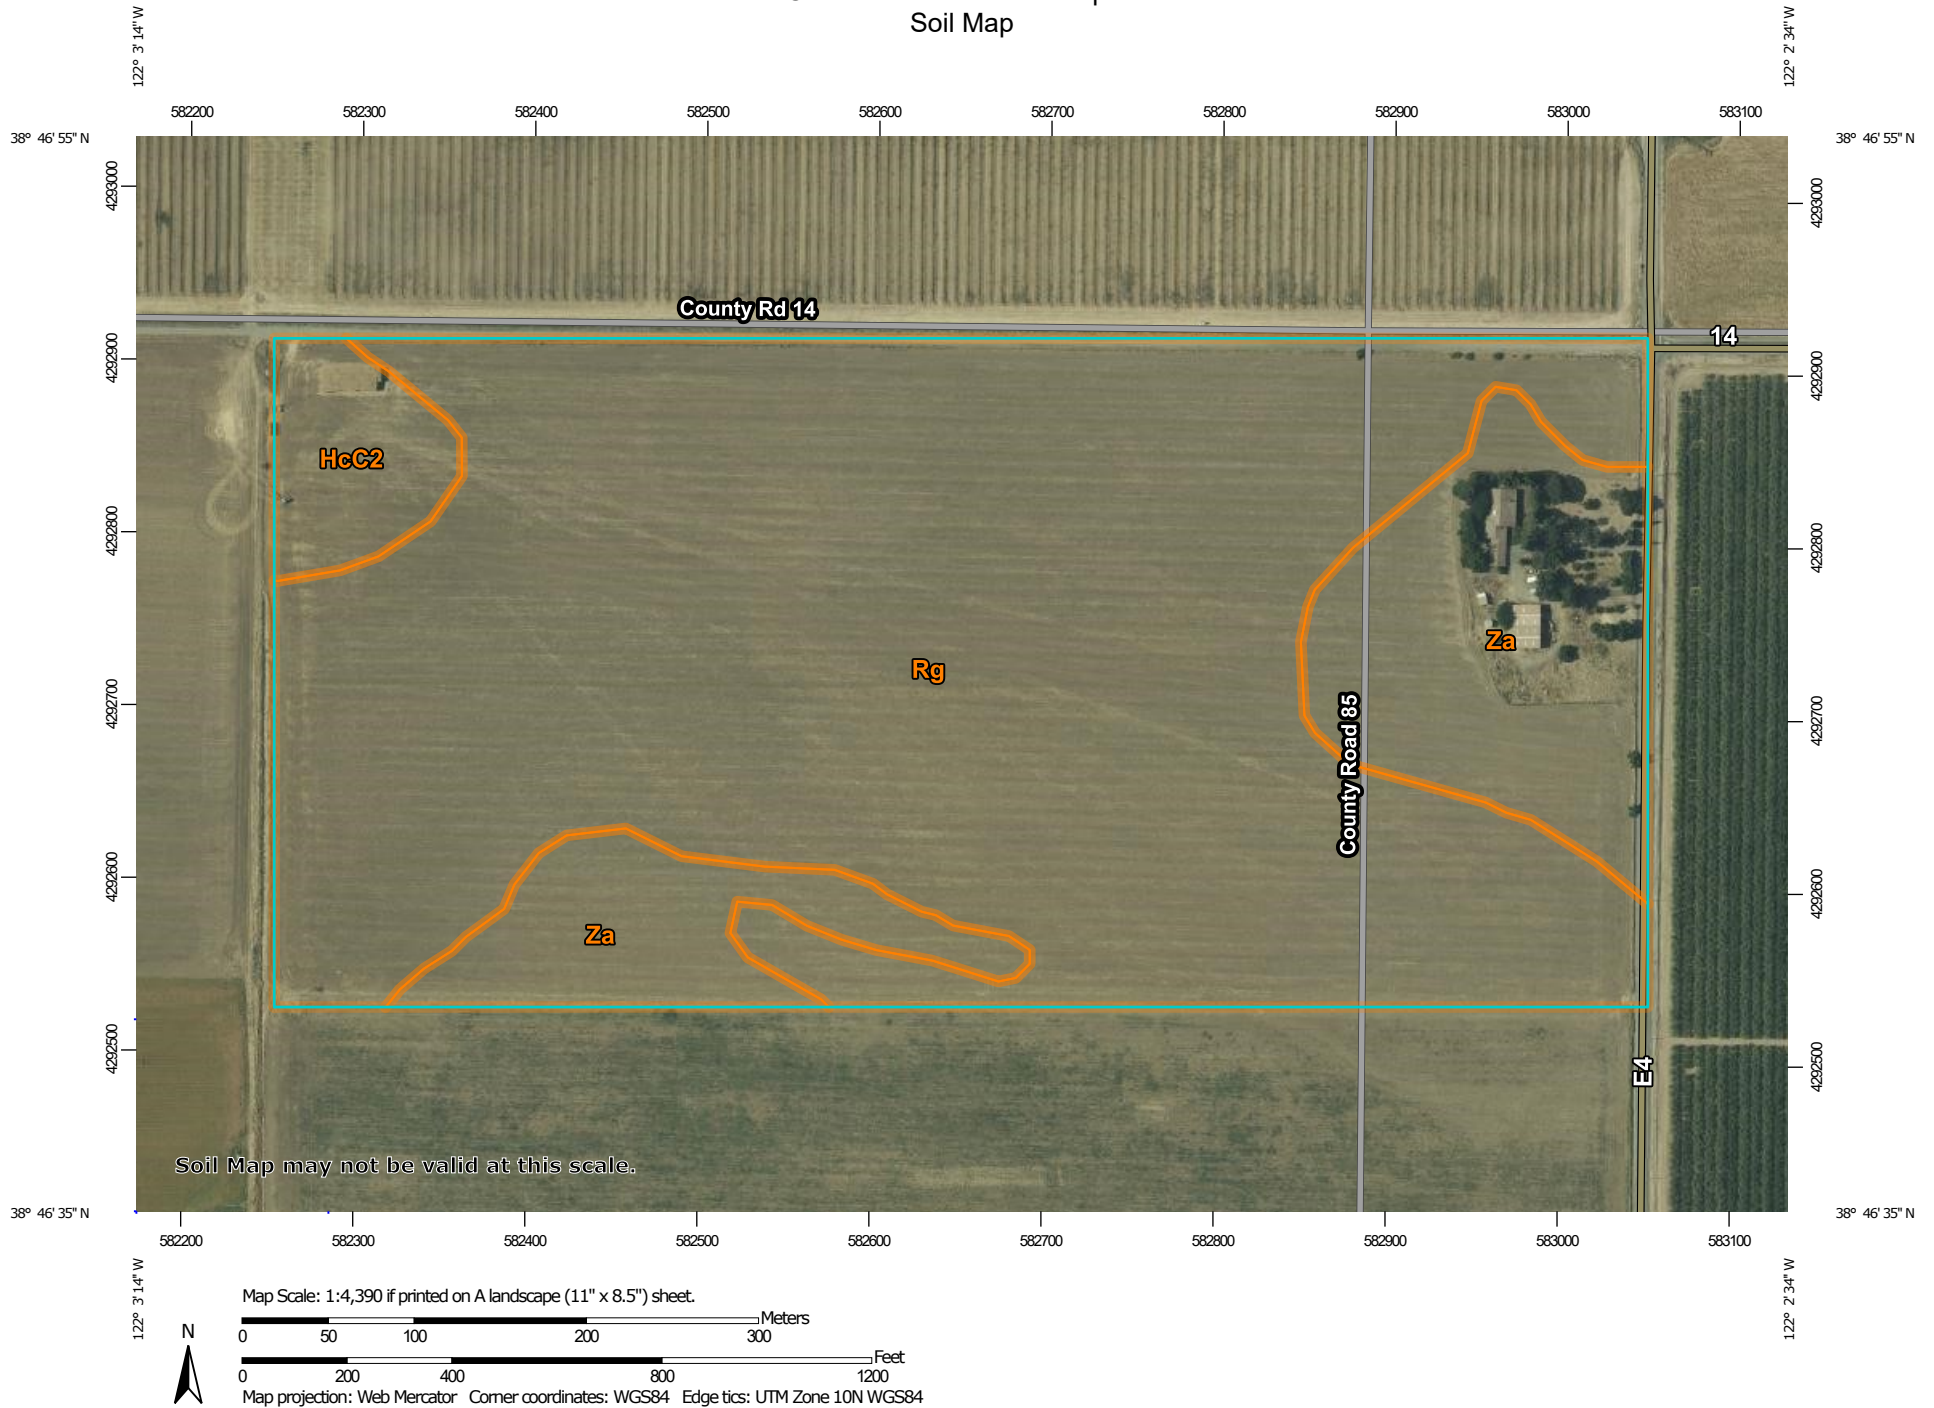 Soil Map
122° 3' 14" W
122° 2' 34" W
582200 582300 582400 582500 582600 582700 582800 582900 583000 583100
38° 46' 55" N
38° 46' 55" N
4293000
4293000
County Rd 14
14
4292900
4292900
HcC2
4292800
4292800
Za
Rg
4292700
4292700
County Road 85
4292600
4292600
Za
4292500
4292500
E4
Soil Map may not be valid at this scale.
38° 46' 35" N
38° 46' 35" N
582200 582300 582400 582500 582600 582700 582800 582900 583000 583100
122° 3' 14" W
122° 2' 34" W
Map Scale: 1:4,390 if printed on A landscape (11" x 8.5") sheet.
Meters
N
0 50 100 200 300
Feet
0 200 400 800 1200
Map projection: Web Mercator Corner coordinates: WGS84 Edge tics: UTM Zone 10N WGS84